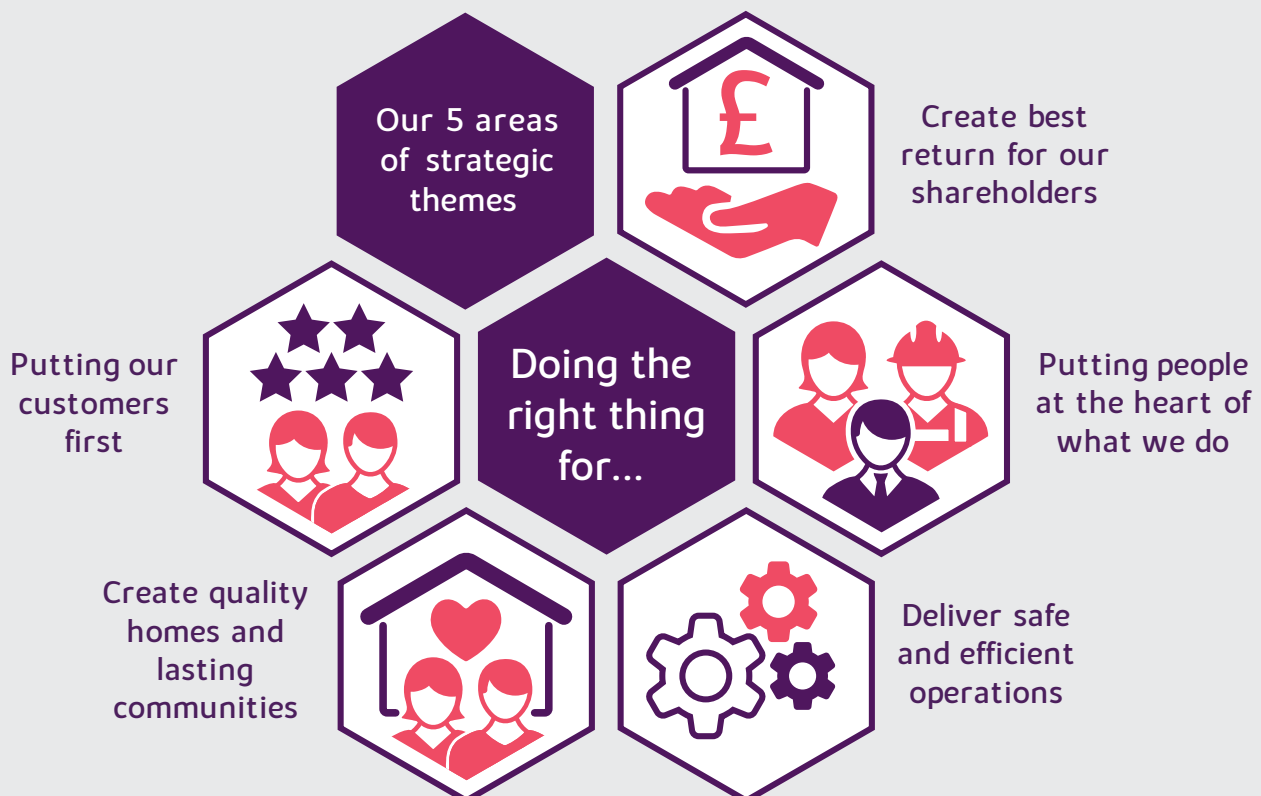 Our 5 areas
of strategic
themes
£
Create best
return for our
shareholders
Putting our
customers
first
Doing the
right thing
for...
Putting people
at the heart of
what we do
Create quality
homes and
lasting
communities
Deliver safe
and efficient
operations